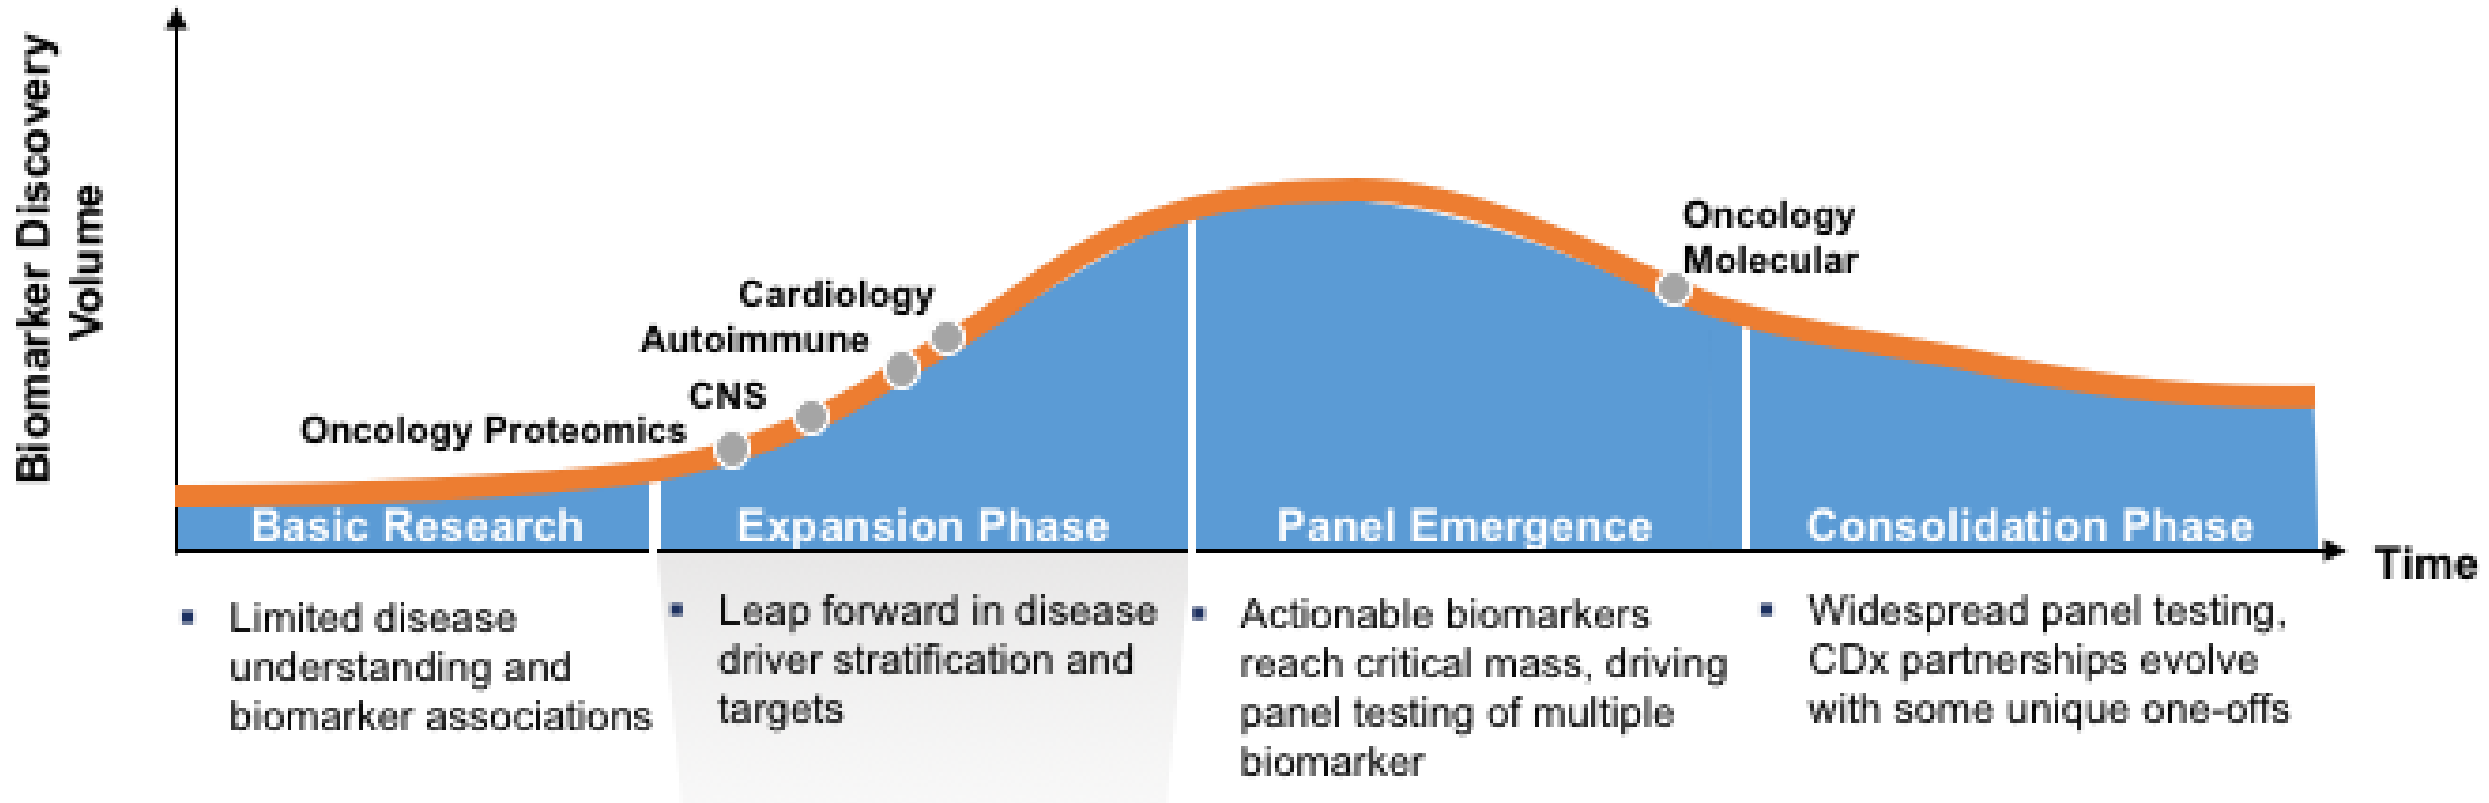 Biomarker Discovery
Volume
Oncology
Molecular
Cardiology
Autoimmune
CNS
Oncology Proteomics
Basic Research
Expansion Phase
Panel Emergence
Consolidation Phase
Time
▪ Limited disease
understanding and
biomarker associations
▪ Leap forward in disease
driver stratification and
targets
▪ Actionable biomarkers
reach critical mass, driving
panel testing of multiple
biomarker
▪ Widespread panel testing,
CDx partnerships evolve
with some unique one-offs